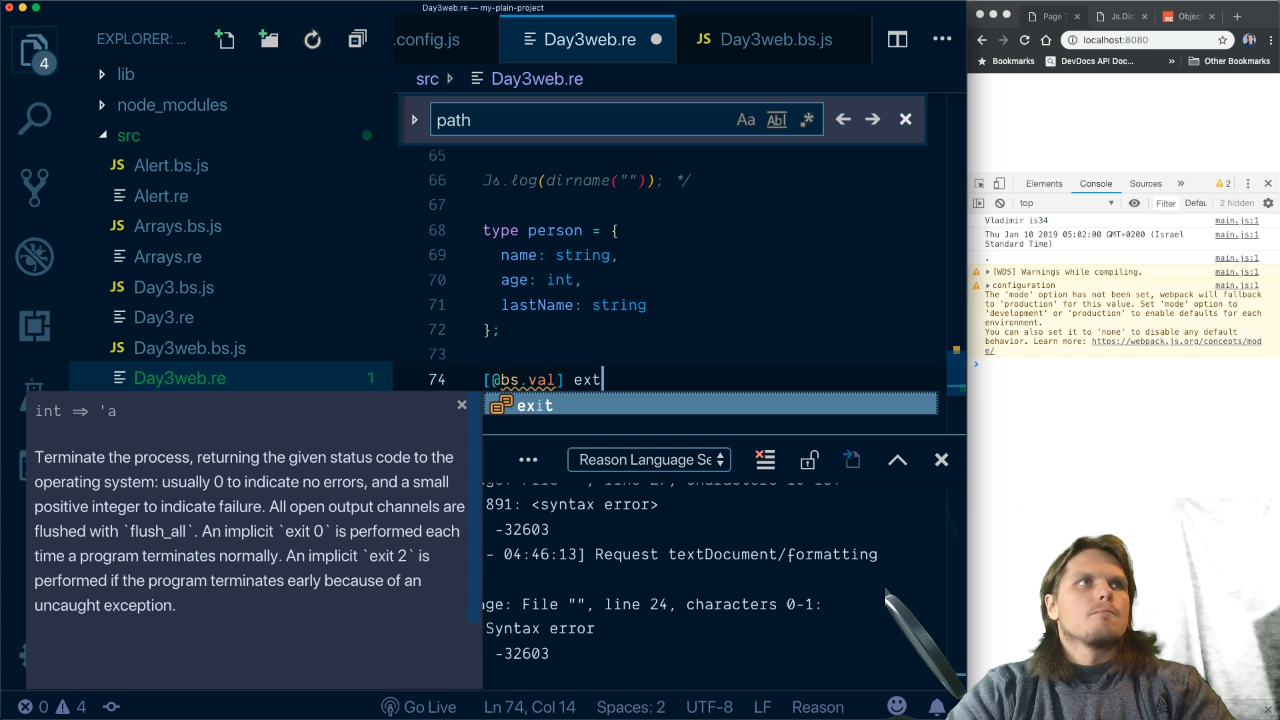 Day3web.re — my-plain-project
EXPLORER: ...
4
lib
node_modules
src
JS Alert.bs.js
Alert.re
JS Arrays.bs.js
Arrays.re
JS Day3.bs.js
Day3.re
JS Day3web.bs.js
Day3web.re 1
.config.js
Day3web.re
JS Day3web.bs.js
src Day3web.re
path
Aa Abl .*
65
66 Js.log(dirname("")); */
67
68 type person = {
69 name: string,
70 age: int,
71 lastName: string
72 };
73
74 [@bs.val] ext
exit
int ⇒ 'a
Terminate the process, returning the given status code to the
operating system: usually 0 to indicate no errors, and a small
positive integer to indicate failure. All open output channels are
flushed with `flush_all`. An implicit `exit 0` is performed each
time a program terminates normally. An implicit `exit 2` is
performed if the program terminates early because of an
uncaught exception.
Reason Language Se
891: <syntax error>
-32603
- 04:46:13] Request textDocument/formatting
ge: File "", line 24, characters 0-1:
Syntax error
-32603
0 4
Go Live
Ln 74, Col 14
Spaces: 2
UTF-8
LF
Reason
Page T
Js.Dic
RE Objec
localhost:8080
Bookmarks
DevDocs API Doc...
»
Other Bookmarks
Elements Console Sources » 2
top
Filter Defau 2 hidden
Vladimir is34 main.js:1
Thu Jan 10 2019 05:02:00 GMT+0200 (Israel main.js:1
Standard Time)
. main.js:1
[WDS] Warnings while compiling. main.js:1
configuration main.js:1
The 'mode' option has not been set, webpack will fallback
to 'production' for this value. Set 'mode' option to
'development' or 'production' to enable defaults for each
environment.
You can also set it to 'none' to disable any default
behavior. Learn more: https://webpack.js.org/concepts/mod
e/